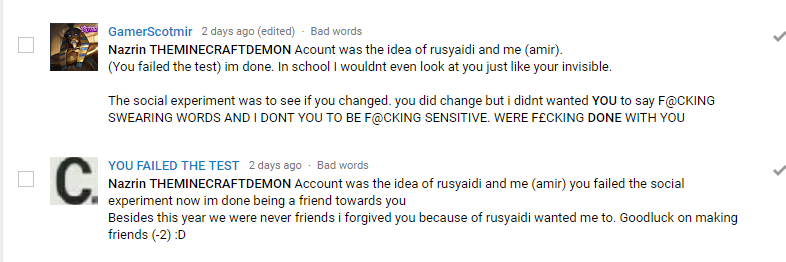 GamerScotmir 2 days ago (edited) · Bad words
Nazrin THEMINECRAFTDEMON Acount was the idea of rusyaidi and me (amir).
(You failed the test) im done. In school I wouldnt even look at you just like your invisible.
The social experiment was to see if you changed. you did change but i didnt wanted YOU to say F@CKING
SWEARING WORDS AND I DONT YOU TO BE F@CKING SENSITIVE. WERE F£CKING DONE WITH YOU
YOU FAILED THE TEST 2 days ago · Bad words
Nazrin THEMINECRAFTDEMON Account was the idea of rusyaidi and me (amir) you failed the social
experiment now im done being a friend towards you
Besides this year we were never friends i forgived you because of rusyaidi wanted me to. Goodluck on making
friends (-2) :D
C.